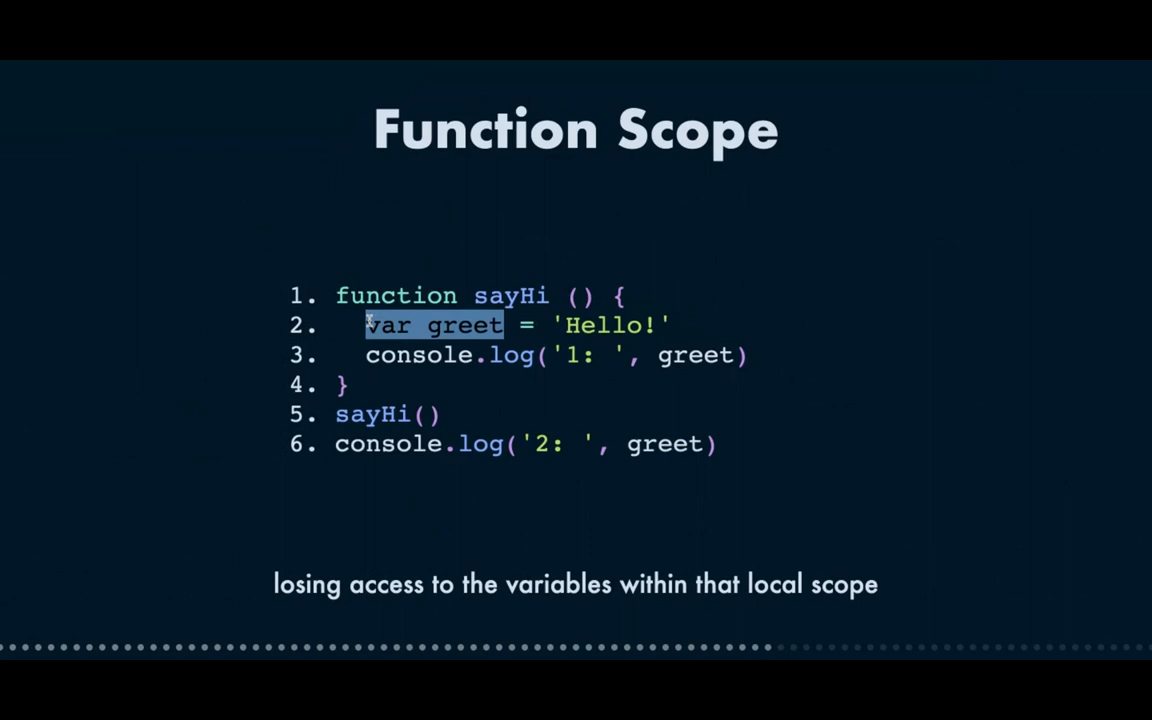 Function Scope
1. function sayHi () {
2. var greet = 'Hello!'
3. console.log('1: ', greet)
4. }
5. sayHi()
6. console.log('2: ', greet)
losing access to the variables within that local scope